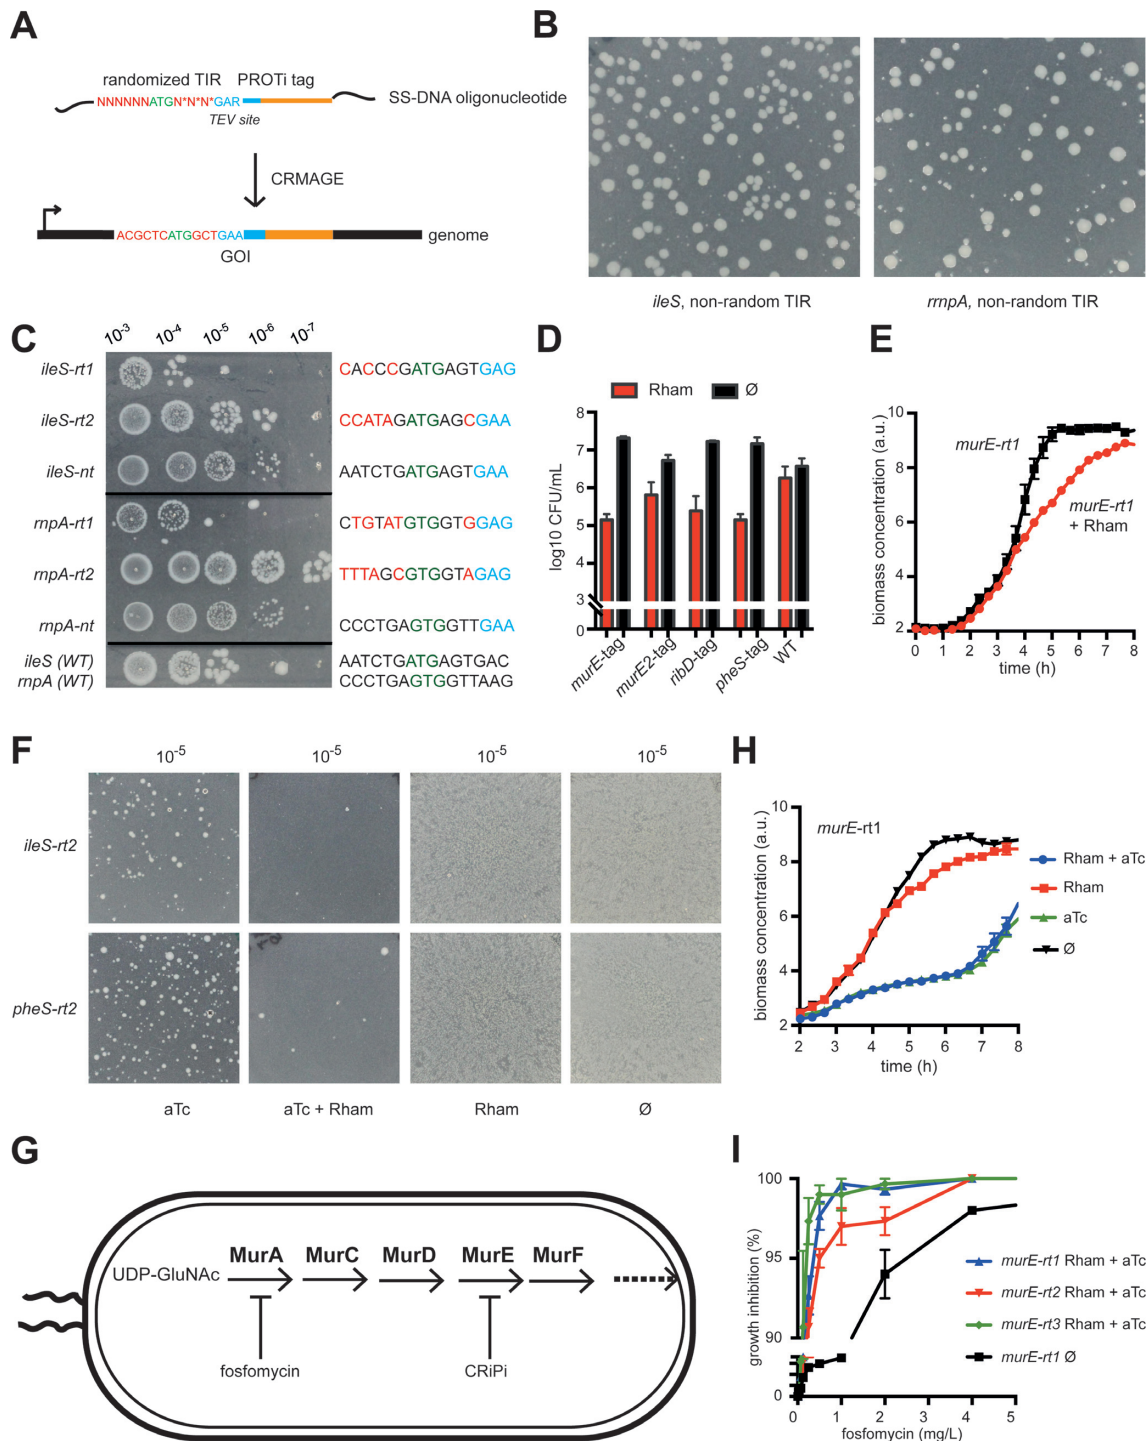 A
randomized TIR PROTi tag
NNNNNNATGN*N*N*GAR
SS-DNA oligonucleotide
TEV site
CRMAGE
ACGCTCATGGCTGAA
genome
GOI
B
ileS, non-random TIR
rrnpA, non-random TIR
C
10-3 10-4 10-5 10-6 10-7
ileS-rt1 CACCCGATGAGTGAG
ileS-rt2 CCATAGATGAGCGAA
ileS-nt AATCTGATGAGTGAA
rnpA-rt1 CTGTATGTGGTGGAG
rnpA-rt2 TTTAGCGTGGTAGAG
rnpA-nt CCCTGAGTGGTTGAA
ileS (WT) AATCTGATGAGTGAC
rnpA (WT) CCCTGAGTGGTTAAG
D
Rham Ø
log10 CFU/mL
8
7
6
5
4
3
0
murE-tag
murE2-tag
ribD-tag
pheS-tag
WT
E
biomass concentration (a.u.)
10
8
6
4
2
murE-rt1
murE-rt1
+ Rham
0 1 2 3 4 5 6 7 8
time (h)
F
10-5 10-5 10-5 10-5
ileS-rt2
pheS-rt2
aTc aTc + Rham Rham Ø
H
biomass concentration (a.u.)
10
8
6
4
2
murE-rt1
Rham + aTc
Rham
aTc
Ø
2 3 4 5 6 7 8
time (h)
G
MurA MurC MurD MurE MurF
UDP-GluNAc
fosfomycin
CRiPi
I
growth inhibition (%)
100
95
90
0
murE-rt1 Rham + aTc
murE-rt2 Rham + aTc
murE-rt3 Rham + aTc
murE-rt1 Ø
0 1 2 3 4 5
fosfomycin (mg/L)